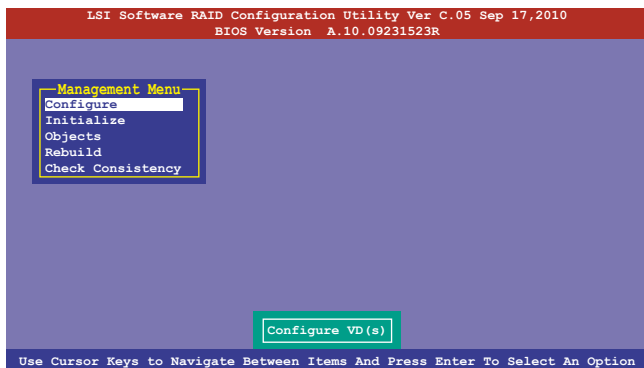 LSI Software RAID Configuration Utility Ver C.05 Sep 17,2010
BIOS Version A.10.09231523R
Management Menu
Configure
Initialize
Objects
Rebuild
Check Consistency
Configure VD(s)
Use Cursor Keys to Navigate Between Items And Press Enter To Select An Option